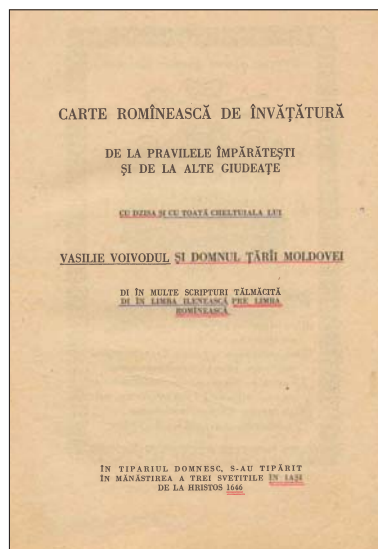 CARTE ROMÎNEASCĂ DE ÎNVĂȚĂTURĂ
DE LA PRAVILELE ÎMPĂRĂTEȘTI
ȘI DE LA ALTE GIUDEAȚE
CU DZISA ȘI CU TOATĂ CHELTUIALA LUI
VASILIE VOIVODUL ȘI DOMNUL ȚĂRÎI MOLDOVEI
DI ÎN MULTE SCRIPTURI TĂLMĂCITĂ
DI ÎN LIMBA ILENEASCĂ PRE LIMBA
ROMÎNEASCĂ
ÎN TIPARIUL DOMNESC, S-AU TIPĂRIT
ÎN MĂNĂSTIREA A TREI SVETITILE ÎN IAȘI
DE LA HRISTOS 1646